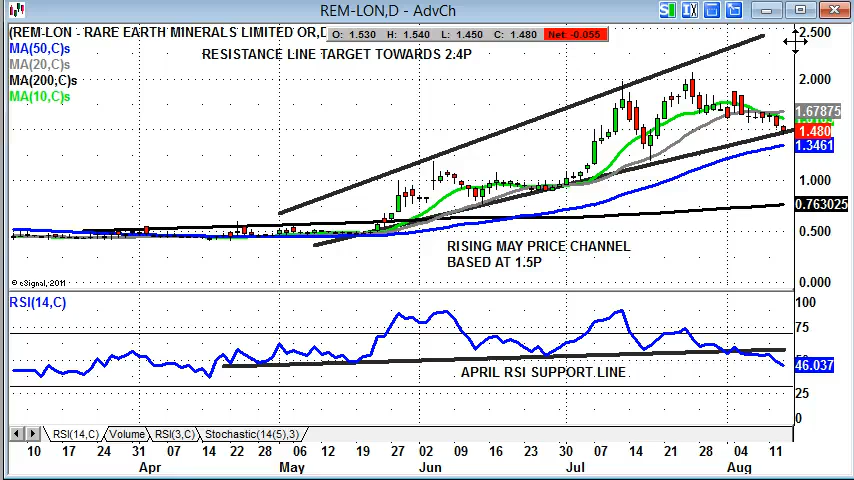 REM-LON,D - AdvCh
(REM-LON - RARE EARTH MINERALS LIMITED OR,D
O: 1.530 H: 1.540 L: 1.450 C: 1.480 Net: -0.055
MA(50,C)s
MA(20,C)s
MA(200,C)s
MA(10,C)s
RESISTANCE LINE TARGET TOWARDS 2.4P
2.500
2.000
1.67875
1.480
1.3461
1.000
0.763025
0.500
0.000
RISING MAY PRICE CHANNEL
BASED AT 1.5P
© eSignal, 2011
RSI(14,C)
100
75
46.037
25
0
APRIL RSI SUPPORT LINE
RSI(14,C) Volume RSI(3,C) Stochastic(14(5),3)
10 17 24 31 07 14 22 28 06 12 19 27 02 09 16 23 30 07 14 21 28 04 11
Apr May Jun Jul Aug